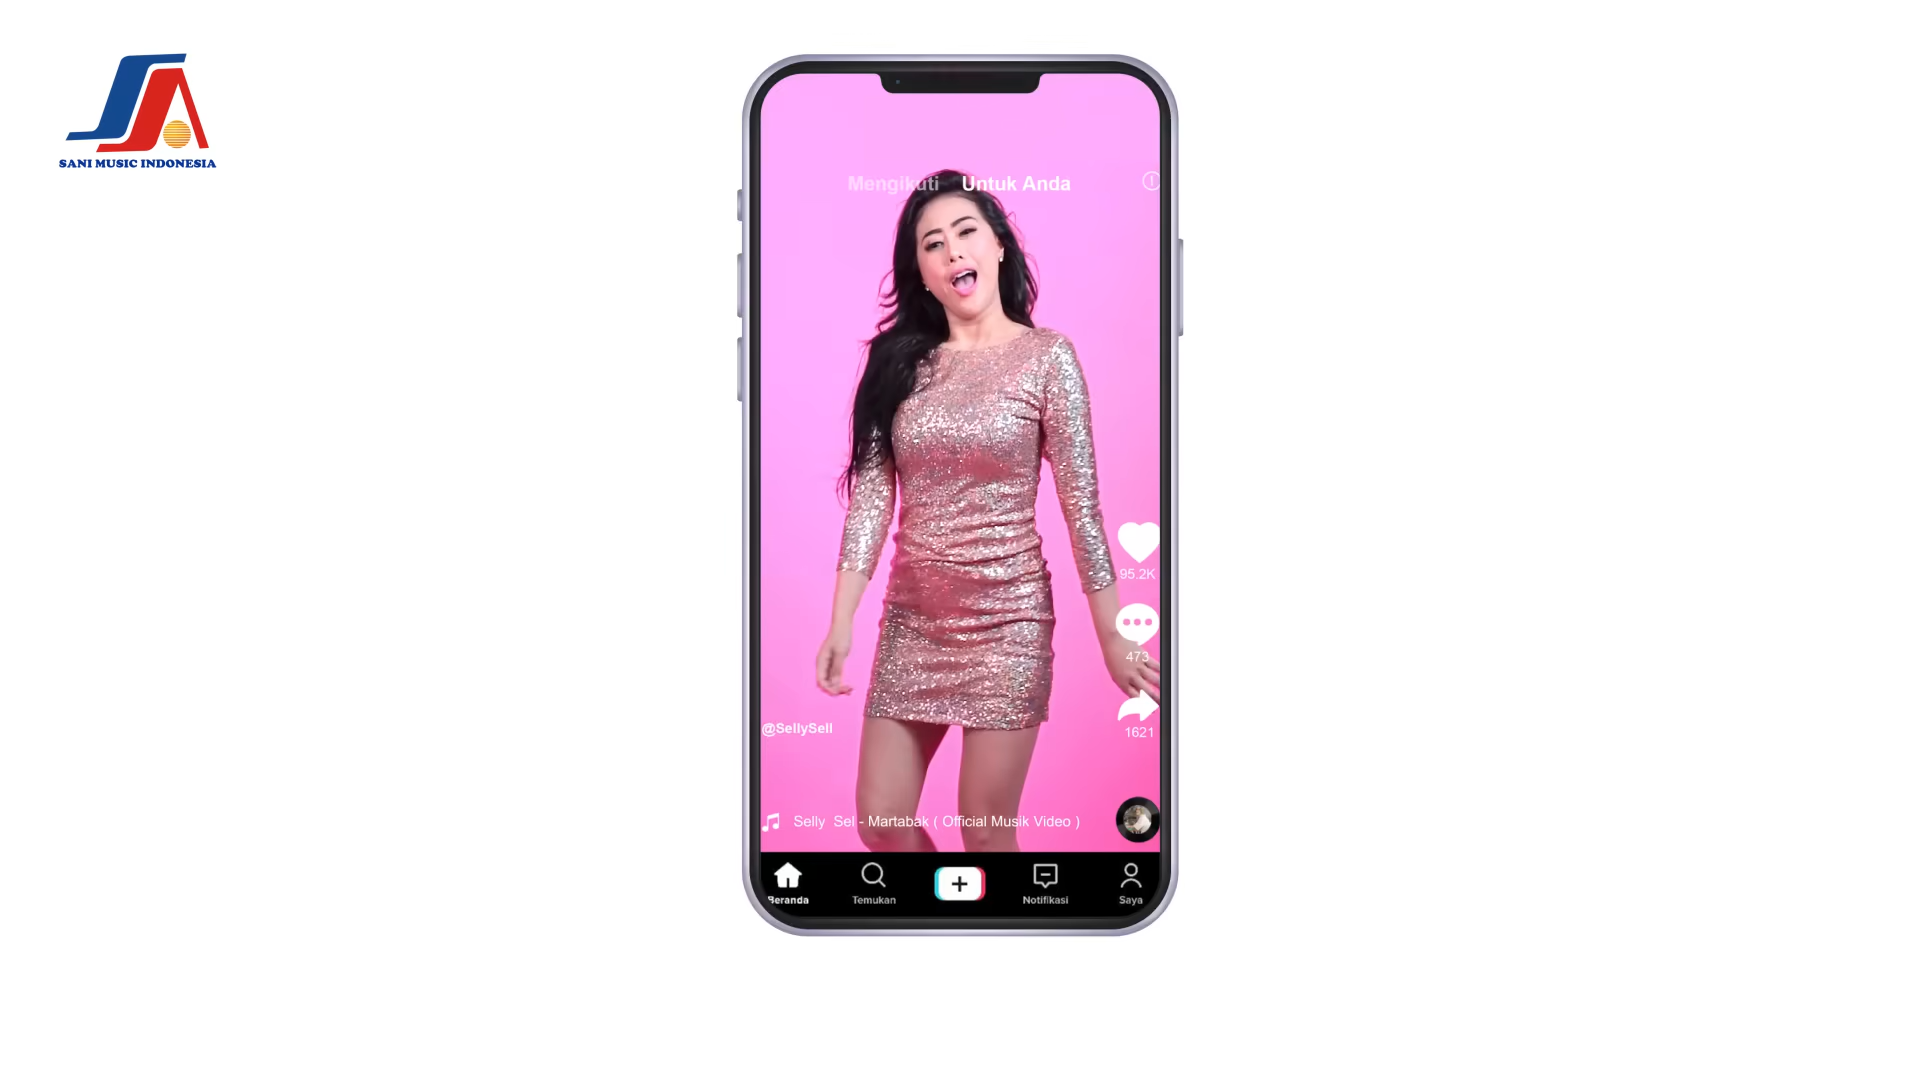 SANI MUSIC INDONESIA
Mengikuti Untuk Anda
95.2K
473
@SellySell
1621
Selly Sel - Martabak ( Official Musik Video )
Beranda Temukan Notifikasi Saya